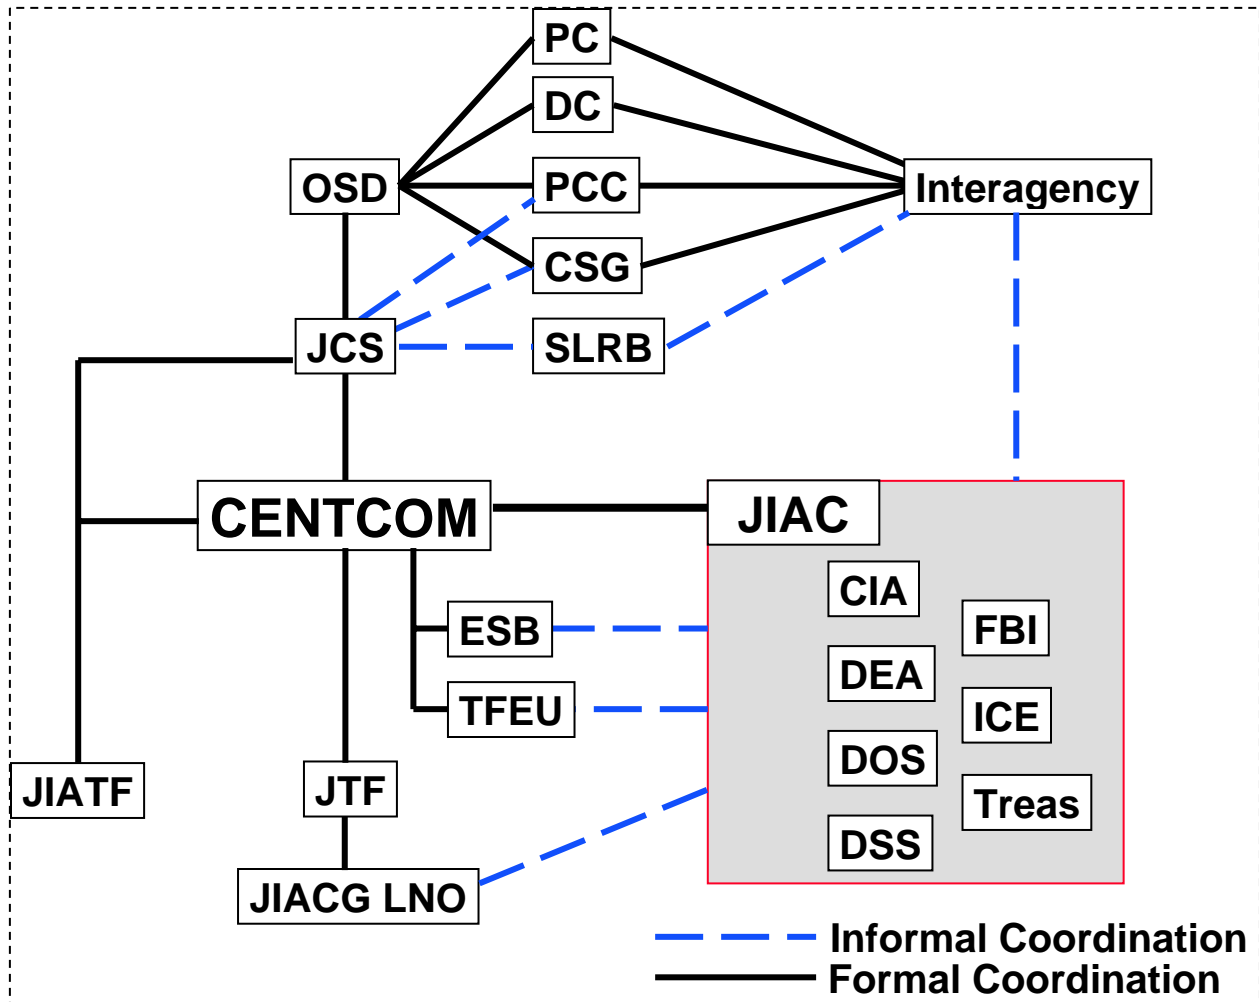 PC
DC
OSD
PCC
Interagency
CSG
JCS
SLRB
CENTCOM
JIAC
CIA
FBI
ESB
DEA
TFEU
ICE
DOS
JIATF
JTF
Treas
DSS
JIACG LNO
Informal Coordination
Formal Coordination